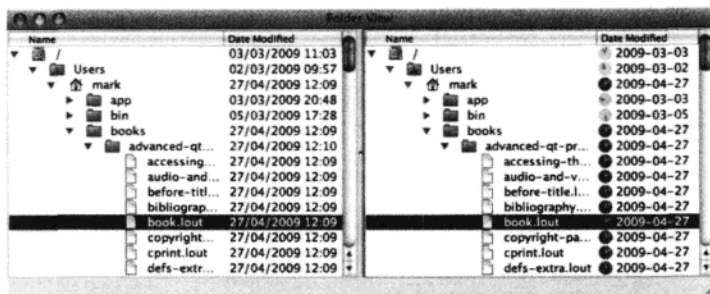 Folder View
Name Date Modified
/ 03/03/2009 11:03
Users 02/03/2009 09:57
mark 27/04/2009 12:09
app 03/03/2009 20:48
bin 05/03/2009 17:28
books 27/04/2009 12:09
advanced-qt... 27/04/2009 12:10
accessing... 27/04/2009 12:09
audio-and... 27/04/2009 12:09
before-titl... 27/04/2009 12:09
bibliograp... 27/04/2009 12:09
book.lout 27/04/2009 12:09
copyright... 27/04/2009 12:09
cprint.lout 27/04/2009 12:09
defs-extr... 27/04/2009 12:09
Name Date Modified
/ 2009-03-03
Users 2009-03-02
mark 2009-04-27
app 2009-03-03
bin 2009-03-05
books 2009-04-27
advanced-qt-pr... 2009-04-27
accessing-th... 2009-04-27
audio-and-v... 2009-04-27
before-title.l... 2009-04-27
bibliography.... 2009-04-27
book.lout 2009-04-27
copyright-pa... 2009-04-27
cprint.lout 2009-04-27
defs-extra.lout 2009-04-27